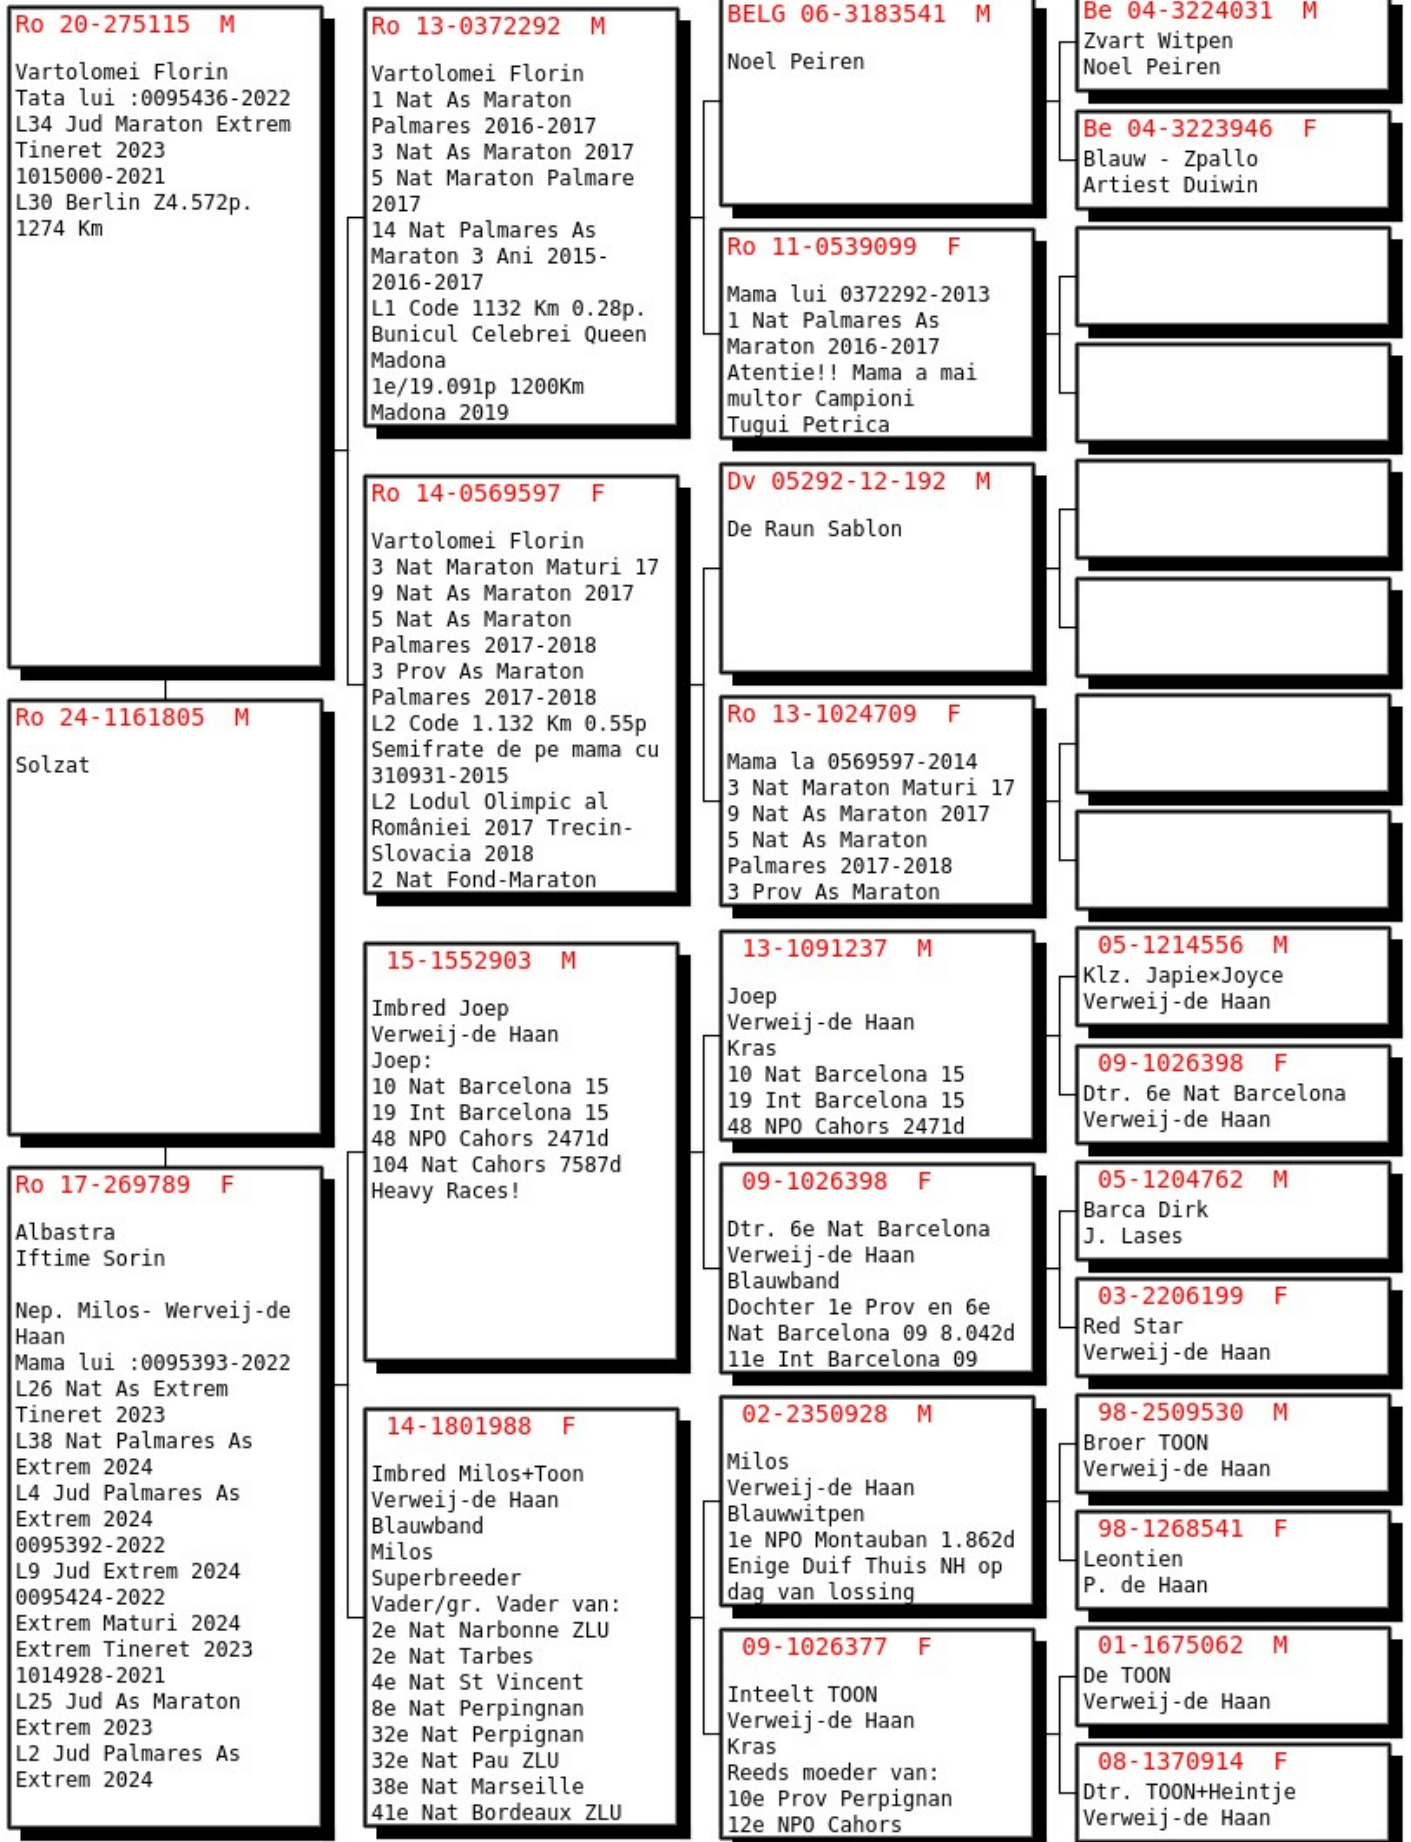 Ro 20-275115 M
Vartolomei Florin
Tata lui :0095436-2022
L34 Jud Maraton Extrem
Tineret 2023
1015000-2021
L30 Berlin Z4.572p.
1274 Km
Ro 24-1161805 M
Solzat
Ro 17-269789 F
Albastra
Iftime Sorin
Nep. Milos- Werveij-de
Haan
Mama lui :0095393-2022
L26 Nat As Extrem
Tineret 2023
L38 Nat Palmares As
Extrem 2024
L4 Jud Palmares As
Extrem 2024
0095392-2022
L9 Jud Extrem 2024
0095424-2022
Extrem Maturi 2024
Extrem Tineret 2023
1014928-2021
L25 Jud As Maraton
Extrem 2023
L2 Jud Palmares As
Extrem 2024
Ro 13-0372292 M
Vartolomei Florin
1 Nat As Maraton
Palmares 2016-2017
3 Nat As Maraton 2017
5 Nat Maraton Palmare
2017
14 Nat Palmares As
Maraton 3 Ani 2015-
2016-2017
L1 Code 1132 Km 0.28p.
Bunicul Celebrei Queen
Madona
1e/19.091p 1200Km
Madona 2019
Ro 14-0569597 F
Vartolomei Florin
3 Nat Maraton Maturi 17
9 Nat As Maraton 2017
5 Nat As Maraton
Palmares 2017-2018
3 Prov As Maraton
Palmares 2017-2018
L2 Code 1.132 Km 0.55p
Semifrate de pe mama cu
310931-2015
L2 Lodul Olimpic al
României 2017 Trecin-
Slovacia 2018
2 Nat Fond-Maraton
15-1552903 M
Imbred Joep
Verweij-de Haan
Joep:
10 Nat Barcelona 15
19 Int Barcelona 15
48 NPO Cahors 2471d
104 Nat Cahors 7587d
Heavy Races!
14-1801988 F
Imbred Milos+Toon
Verweij-de Haan
Blauwband
Milos
Superbreeder
Vader/gr. Vader van:
2e Nat Narbonne ZLU
2e Nat Tarbes
4e Nat St Vincent
8e Nat Perpingnan
32e Nat Perpignan
32e Nat Pau ZLU
38e Nat Marseille
41e Nat Bordeaux ZLU
BELG 06-3183541 M
Noel Peiren
Ro 11-0539099 F
Mama lui 0372292-2013
1 Nat Palmares As
Maraton 2016-2017
Atentie!! Mama a mai
multor Campioni
Tugui Petrica
Dv 05292-12-192 M
De Raun Sablon
Ro 13-1024709 F
Mama la 0569597-2014
3 Nat Maraton Maturi 17
9 Nat As Maraton 2017
5 Nat As Maraton
Palmares 2017-2018
3 Prov As Maraton
13-1091237 M
Joep
Verweij-de Haan
Kras
10 Nat Barcelona 15
19 Int Barcelona 15
48 NPO Cahors 2471d
09-1026398 F
Dtr. 6e Nat Barcelona
Verweij-de Haan
Blauwband
Dochter 1e Prov en 6e
Nat Barcelona 09 8.042d
11e Int Barcelona 09
02-2350928 M
Milos
Verweij-de Haan
Blauwwitpen
1e NPO Montauban 1.862d
Enige Duif Thuis NH op
dag van lossing
09-1026377 F
Inteelt TOON
Verweij-de Haan
Kras
Reeds moeder van:
10e Prov Perpignan
12e NPO Cahors
Be 04-3224031 M
Zvart Witpen
Noel Peiren
Be 04-3223946 F
Blauw - Zpallo
Artiest Duiwin
05-1214556 M
Klz. Japie×Joyce
Verweij-de Haan
09-1026398 F
Dtr. 6e Nat Barcelona
Verweij-de Haan
05-1204762 M
Barca Dirk
J. Lases
03-2206199 F
Red Star
Verweij-de Haan
98-2509530 M
Broer TOON
Verweij-de Haan
98-1268541 F
Leontien
P. de Haan
01-1675062 M
De TOON
Verweij-de Haan
08-1370914 F
Dtr. TOON+Heintje
Verweij-de Haan